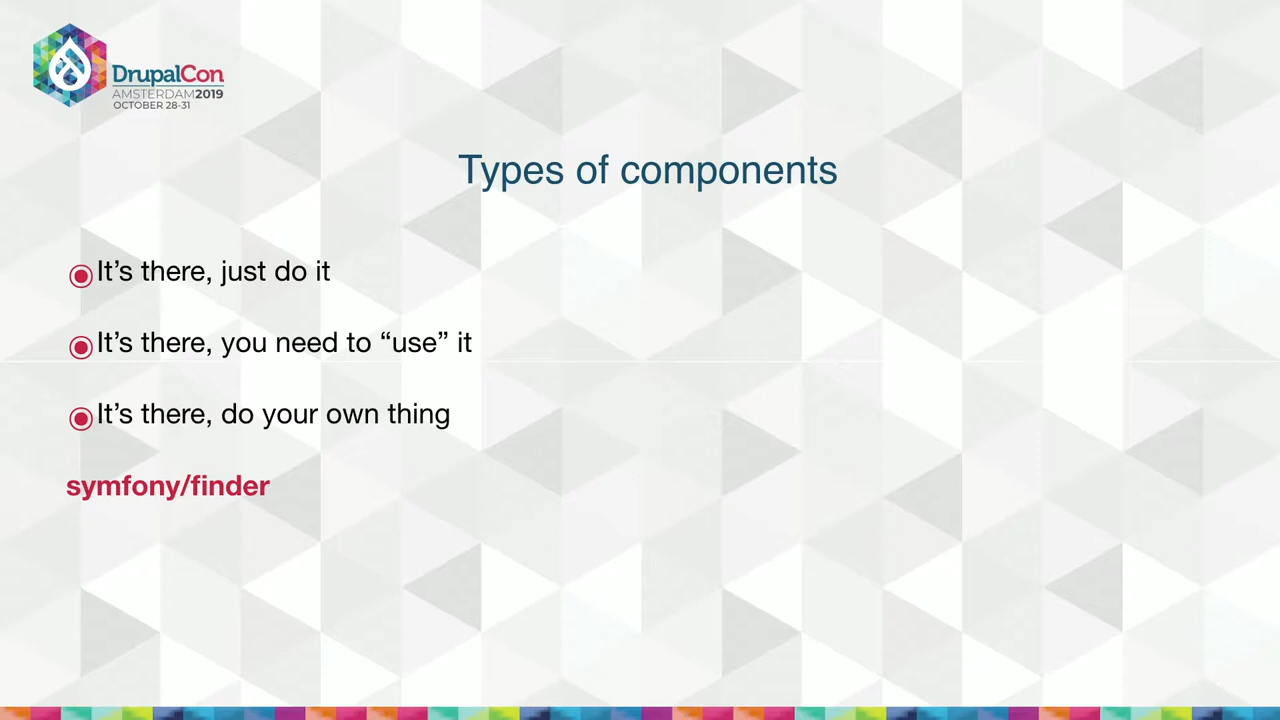 DrupalCon
AMSTERDAM2019
OCTOBER 28-31
Types of components
It’s there, just do it
It’s there, you need to “use” it
It’s there, do your own thing
symfony/finder